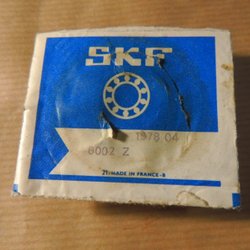 SKF
1978 04
6002 Z
MADE IN FRANCE-B